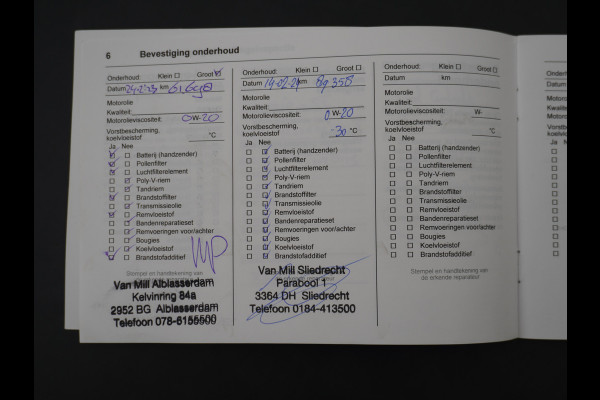 6 Bevestiging onderhoud
Onderhoud: Klein Groot
Datum km
Motorolie
Kwaliteit:
Motorolieviscositeit: 0W-20
Vorstbescherming,
koelvloeistof °C
Ja Nee
Batterij (handzender)
Pollenfilter
Luchtfilterelement
Poly-V-riem
Tandriem
Brandstoffilter
Transmissieolie
Remvloeistof
Bandenreparatieset
Remvoeringen voor/achter
Bougies
Koelvloeistof
Brandstofadditief
Stempel en handtekening van
Van Mill Alblasserdam
Kelvinring 84a
2952 BG Alblasserdam
Telefoon 078-6155500
Onderhoud: Klein Groot
Datum 14-02-24 km
Motorolie
Kwaliteit:
Motorolieviscositeit: 0W-20
Vorstbescherming,
koelvloeistof -30 °C
Ja Nee
Batterij (handzender)
Pollenfilter
Luchtfilterelement
Poly-V-riem
Tandriem
Brandstoffilter
Transmissieolie
Remvloeistof
Bandenreparatieset
Remvoeringen voor/achter
Bougies
Koelvloeistof
Brandstofadditief
Van Mill Sliedrecht
Parabool 1
3364 DH Sliedrecht
Telefoon 0184-413500
Onderhoud: Klein Groot
Datum km
Motorolie
Kwaliteit:
Motorolieviscositeit: W-
Vorstbescherming,
koelvloeistof °C
Ja Nee
Batterij (handzender)
Pollenfilter
Luchtfilterelement
Poly-V-riem
Tandriem
Brandstoffilter
Transmissieolie
Remvloeistof
Bandenreparatieset
Remvoeringen voor/achter
Bougies
Koelvloeistof
Brandstofadditief
Stempel en handtekening van
de erkende reparateur